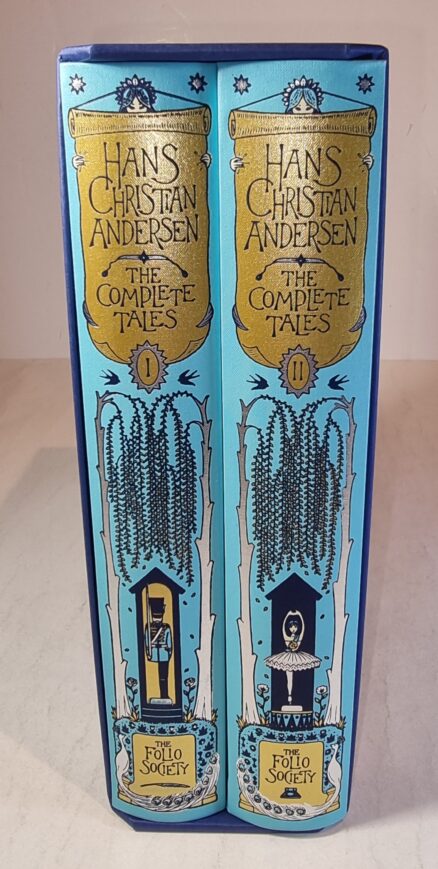 HANS
CHRISTIAN
ANDERSEN
THE
COMPLETE
TALES
I
THE
FOLIO
SOCIETY
HANS
CHRISTIAN
ANDERSEN
THE
COMPLETE
TALES
II
THE
FOLIO
SOCIETY